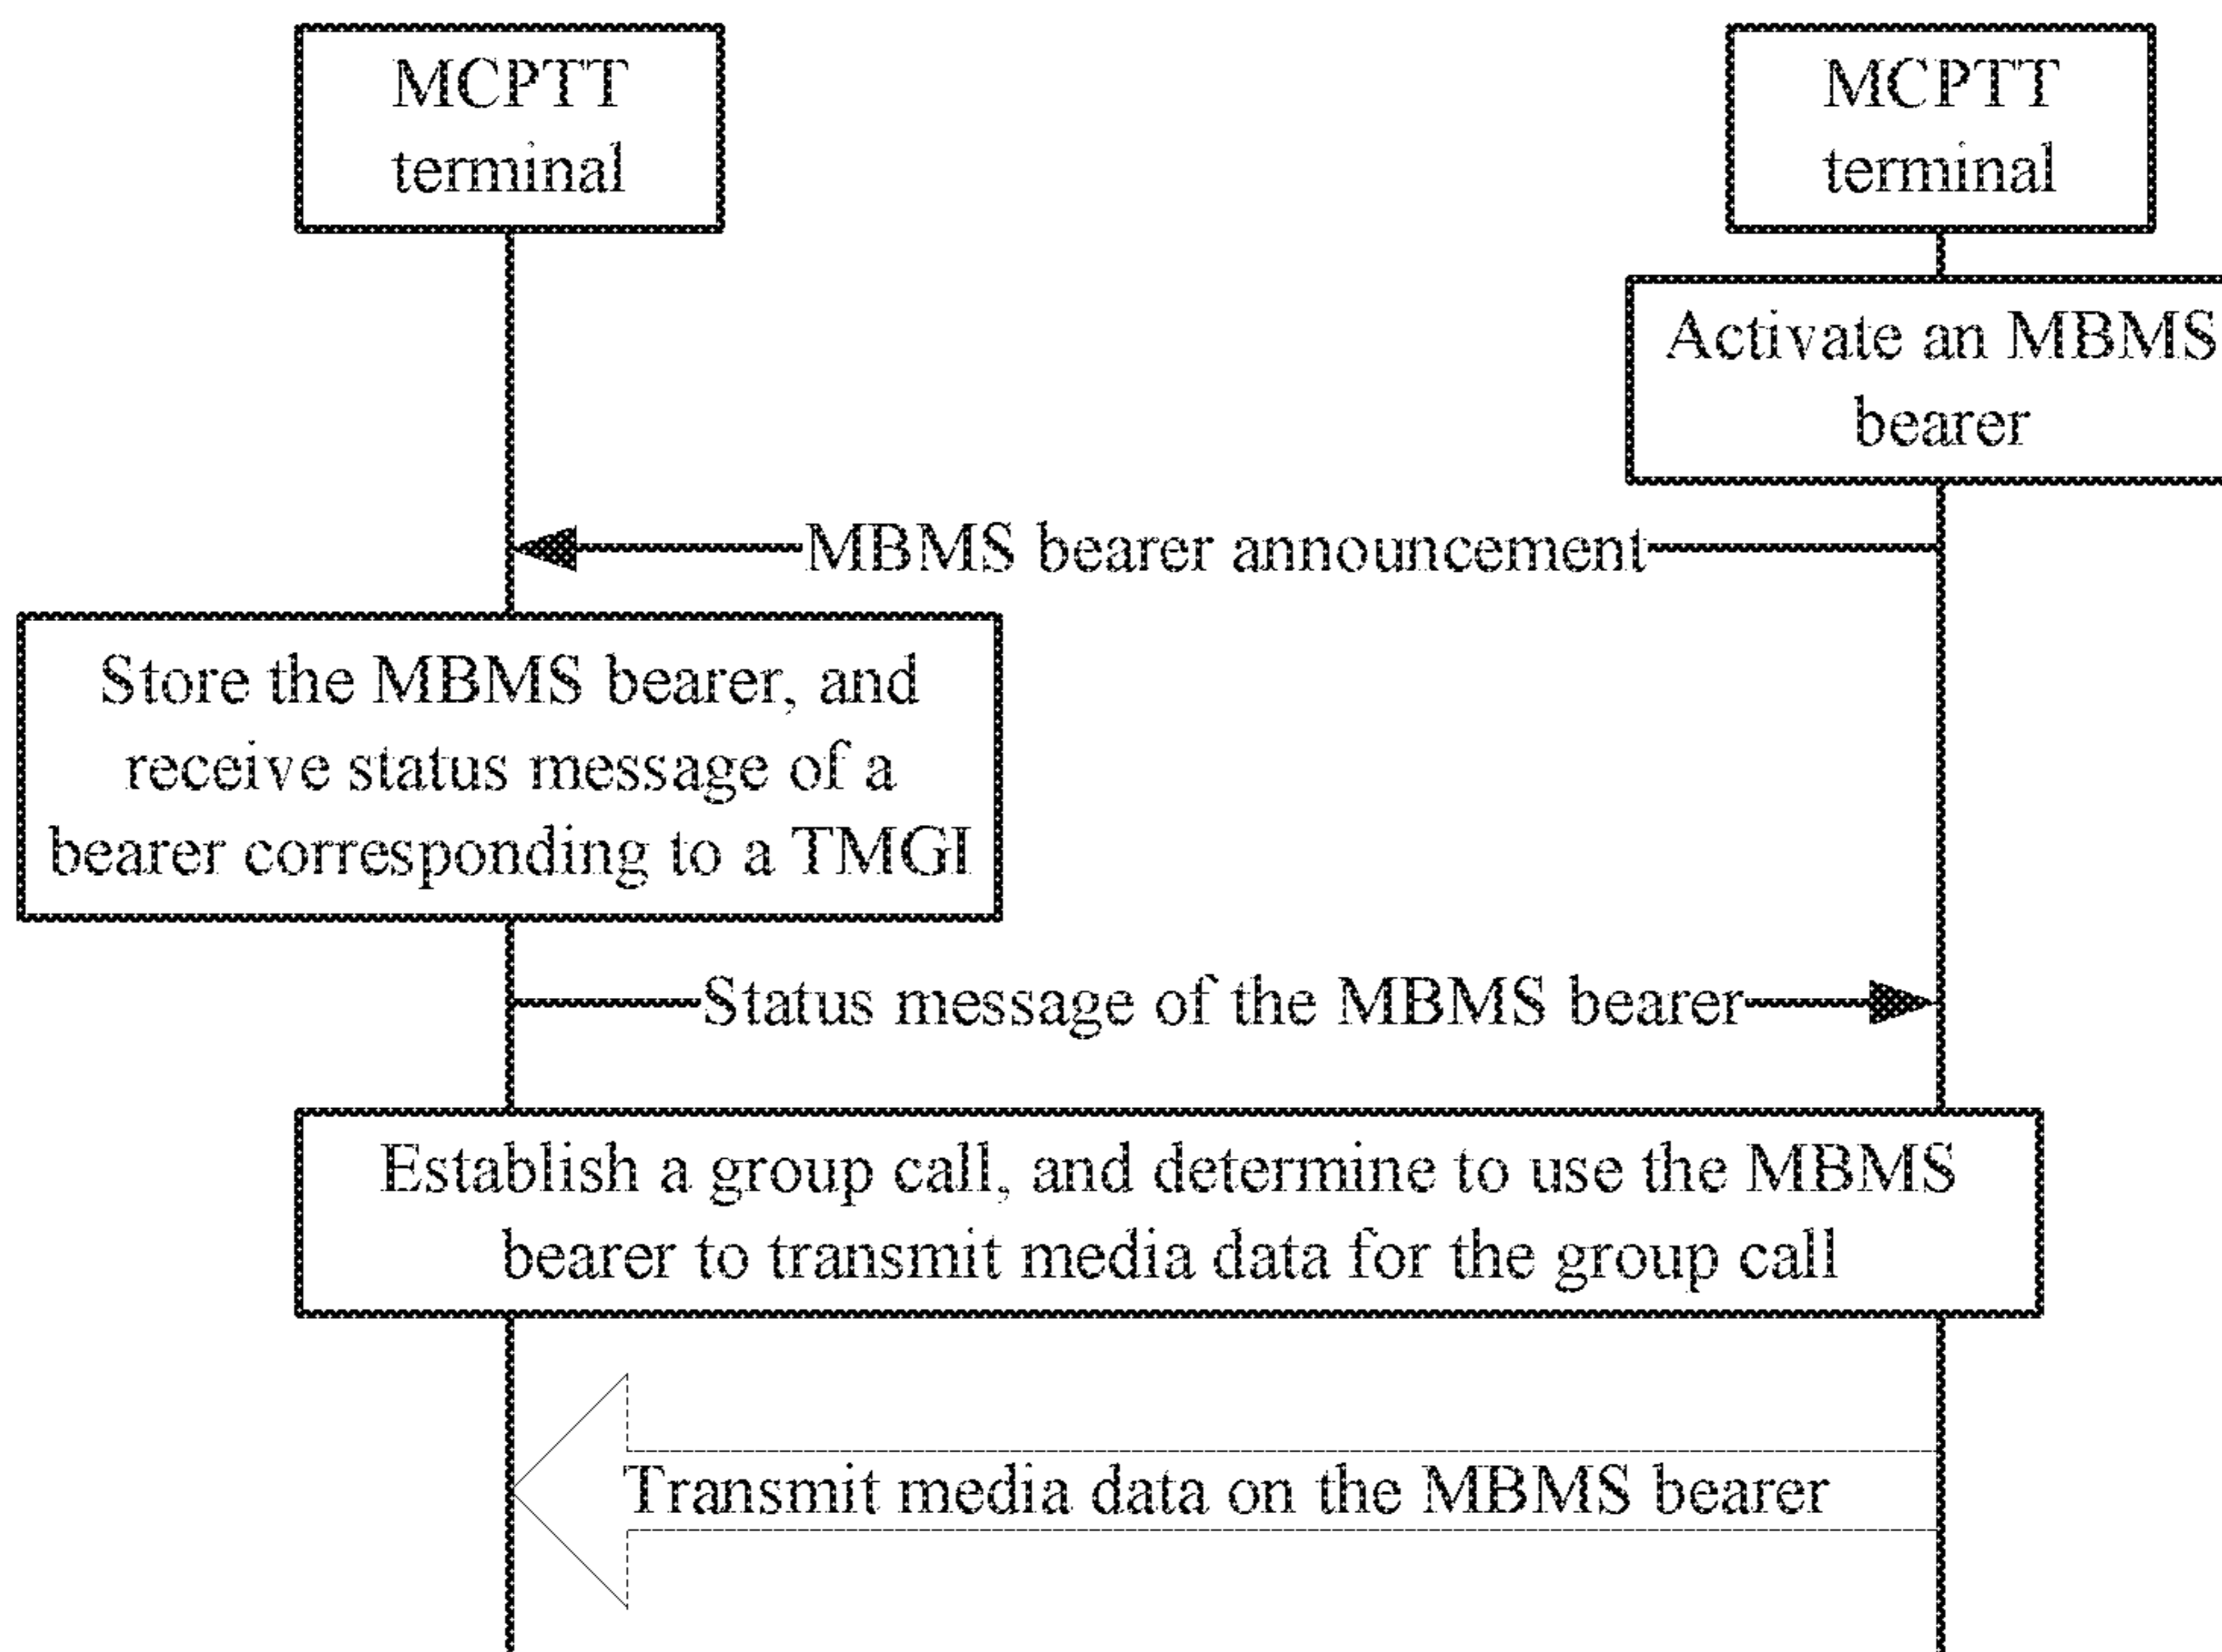 MCPTT
terminal
MCPTT
terminal
Activate an MBMS
bearer
MBMS bearer announcement
Store the MBMS bearer, and
receive status message of a
bearer corresponding to a TMGI
Status message of the MBMS bearer
Establish a group call, and determine to use the MBMS
bearer to transmit media data for the group call
Transmit media data on the MBMS bearer